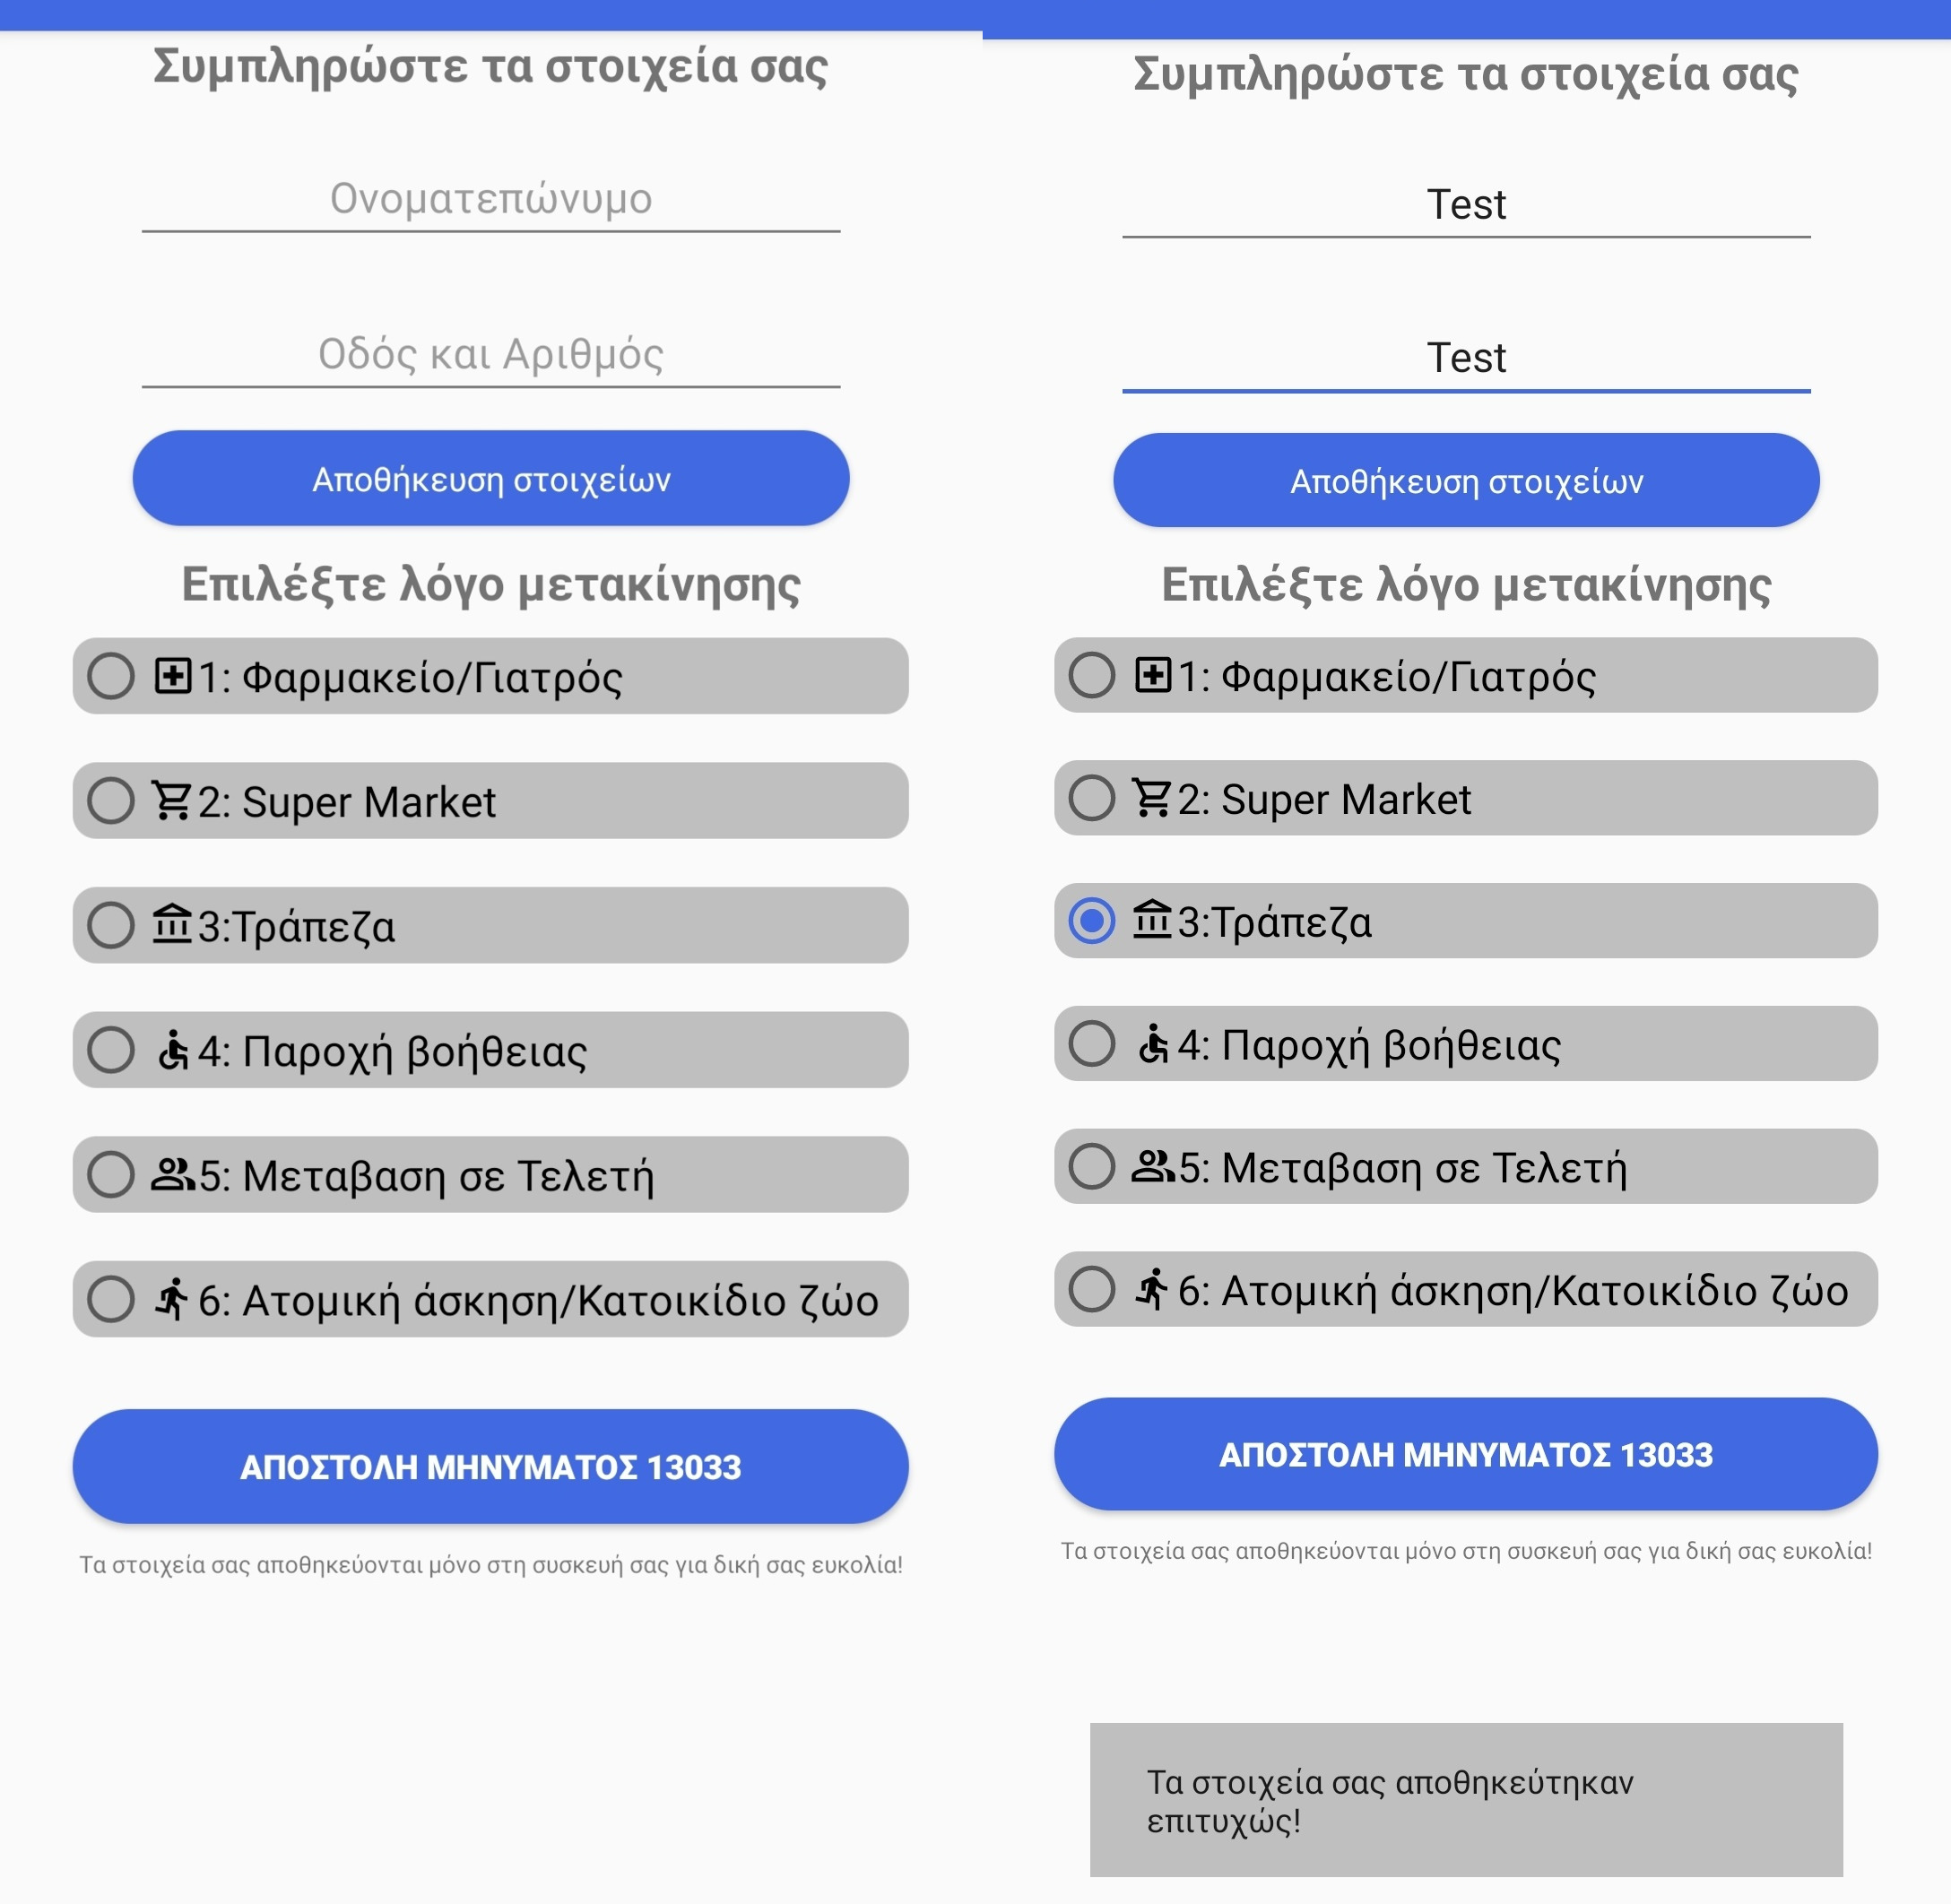 Συμπληρώστε τα στοιχεία σας
Ονοματεπώνυμο
Οδός και Αριθμός
Αποθήκευση στοιχείων
Επιλέξτε λόγο μετακίνησης
1: Φαρμακείο/Γιατρός
2: Super Market
3:Τράπεζα
4: Παροχή βοήθειας
5: Μεταβαση σε Τελετή
6: Ατομική άσκηση/Κατοικίδιο ζώο
ΑΠΟΣΤΟΛΗ ΜΗΝΥΜΑΤΟΣ 13033
Τα στοιχεία σας αποθηκεύονται μόνο στη συσκευή σας για δική σας ευκολία!
Συμπληρώστε τα στοιχεία σας
Test
Test
Αποθήκευση στοιχείων
Επιλέξτε λόγο μετακίνησης
1: Φαρμακείο/Γιατρός
2: Super Market
3:Τράπεζα
4: Παροχή βοήθειας
5: Μεταβαση σε Τελετή
6: Ατομική άσκηση/Κατοικίδιο ζώο
ΑΠΟΣΤΟΛΗ ΜΗΝΥΜΑΤΟΣ 13033
Τα στοιχεία σας αποθηκεύονται μόνο στη συσκευή σας για δική σας ευκολία!
Τα στοιχεία σας αποθηκεύτηκαν
επιτυχώς!